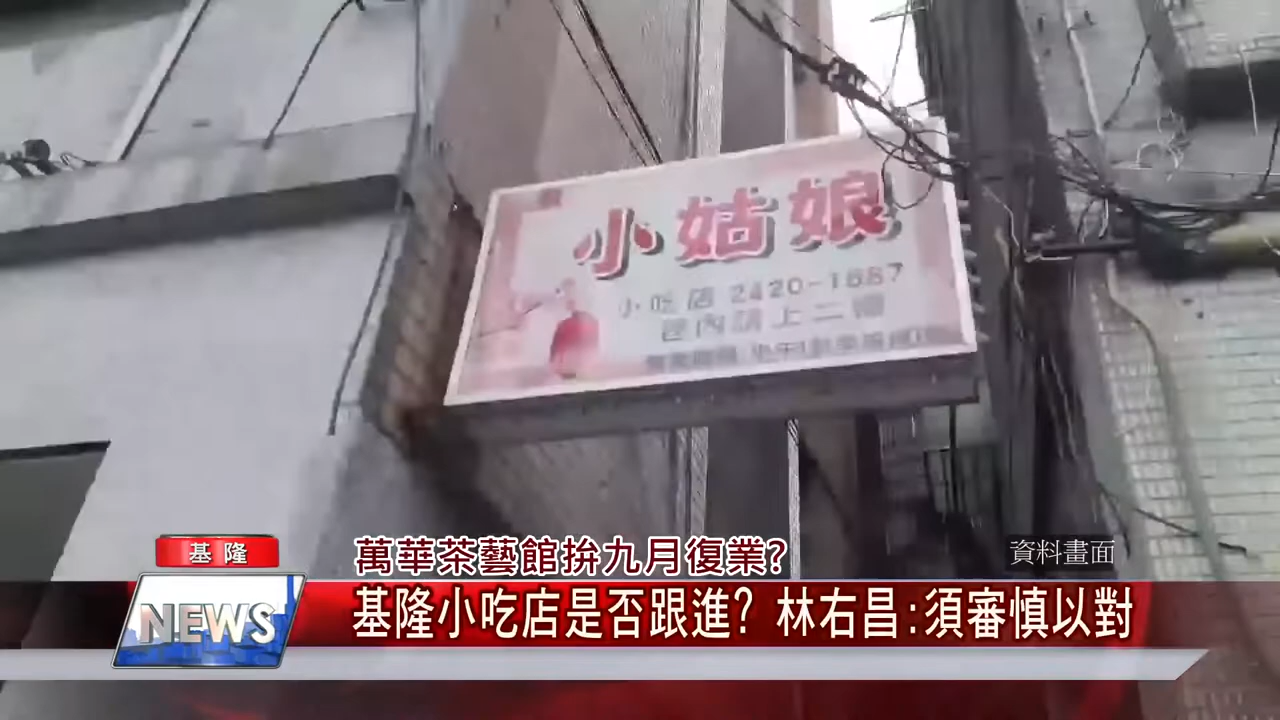 小姑娘
小吃店 2420-1687
內請上二樓
基隆
NEWS
萬華茶藝館拚九月復業?
資料畫面
基隆小吃店是否跟進? 林右昌:須審慎以對